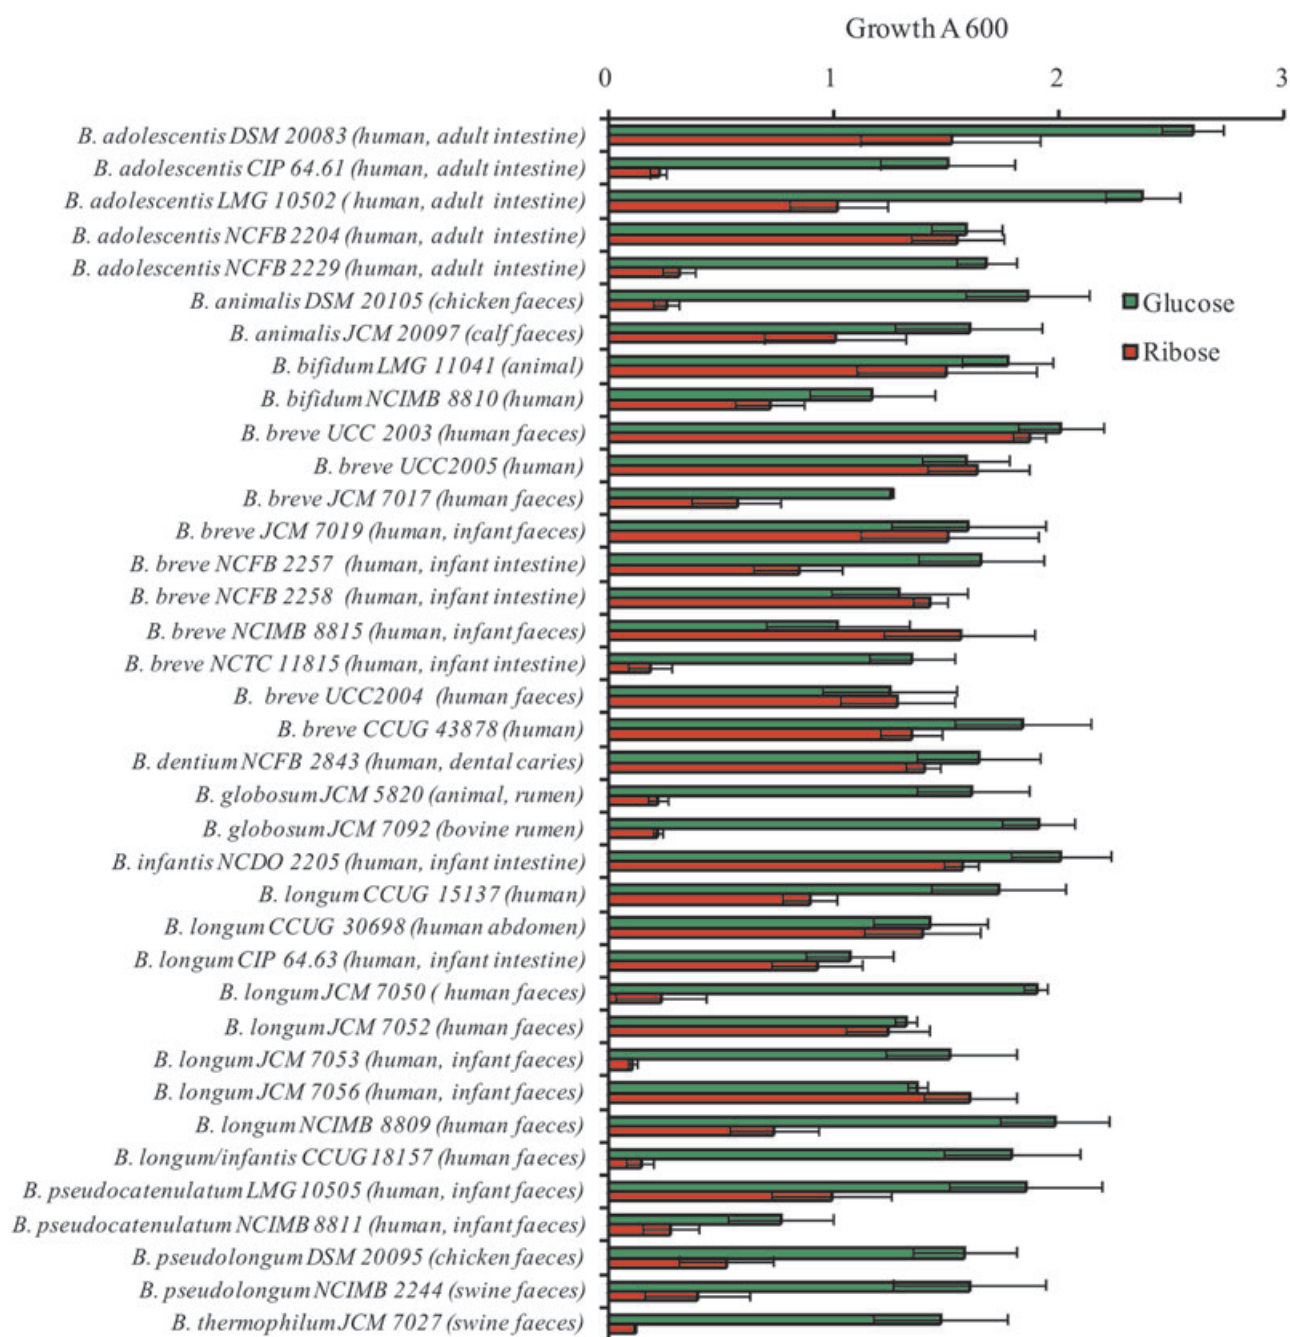 Growth A 600
0 1 2 3
B. adolescentis DSM 20083 (human, adult intestine)
B. adolescentis CIP 64.61 (human, adult intestine)
B. adolescentis LMG 10502 ( human, adult intestine)
B. adolescentis NCFB 2204 (human, adult intestine)
B. adolescentis NCFB 2229 (human, adult intestine)
B. animalis DSM 20105 (chicken faeces)
Glucose
B. animalis JCM 20097 (calf faeces)
Ribose
B. bifidum LMG 11041 (animal)
B. bifidum NCIMB 8810 (human)
B. breve UCC 2003 (human faeces)
B. breve UCC2005 (human)
B. breve JCM 7017 (human faeces)
B. breve JCM 7019 (human, infant faeces)
B. breve NCFB 2257 (human, infant intestine)
B. breve NCFB 2258 (human, infant intestine)
B. breve NCIMB 8815 (human, infant faeces)
B. breve NCTC 11815 (human, infant intestine)
B. breve UCC2004 (human faeces)
B. breve CCUG 43878 (human)
B. dentium NCFB 2843 (human, dental caries)
B. globosum JCM 5820 (animal, rumen)
B. globosum JCM 7092 (bovine rumen)
B. infantis NCDO 2205 (human, infant intestine)
B. longum CCUG 15137 (human)
B. longum CCUG 30698 (human abdomen)
B. longum CIP 64.63 (human, infant intestine)
B. longum JCM 7050 ( human faeces)
B. longum JCM 7052 (human faeces)
B. longum JCM 7053 (human, infant faeces)
B. longum JCM 7056 (human, infant faeces)
B. longum NCIMB 8809 (human faeces)
B. longum/infantis CCUG18157 (human faeces)
B. pseudocatenulatum LMG10505 (human, infant faeces)
B. pseudocatenulatum NCIMB 8811 (human, infant faeces)
B. pseudolongum DSM 20095 (chicken faeces)
B. pseudolongum NCIMB 2244 (swine faeces)
B. thermophilum JCM 7027 (swine faeces)